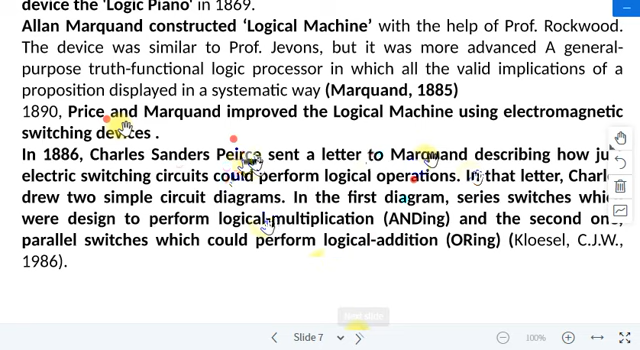 device the 'Logic Piano' in 1869.
Allan Marquand constructed ‘Logical Machine’ with the help of Prof. Rockwood.
The device was similar to Prof. Jevons, but it was more advanced A general-
purpose truth-functional logic processor in which all the valid implications of a
proposition displayed in a systematic way (Marquand, 1885)
1890, Price and Marquand improved the Logical Machine using electromagnetic
switching devices .
In 1886, Charles Sanders Peirce sent a letter to Marquand describing how ju
electric switching circuits could perform logical operations. In that letter, Charl
drew two simple circuit diagrams. In the first diagram, series switches whi
were design to perform logical-multiplication (ANDing) and the second on
parallel switches which could perform logical-addition (ORing) (Kloesel, C.J.W.,
1986).
Next slide
Slide 7
100%